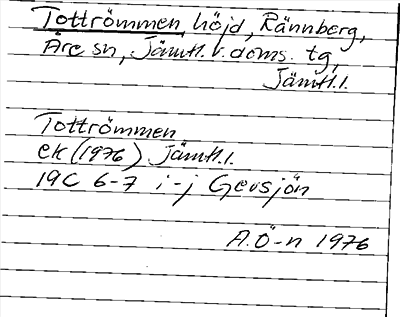 Tottrömmen, höjd, Rännberg,
Åre sn, Jämtl. v. doms. tg,
Jämtl.l.
Tottrömmen
ek (1976) Jämtl.l.
19C 6-7 i-j Gevsjön
A.Ö-n 1976